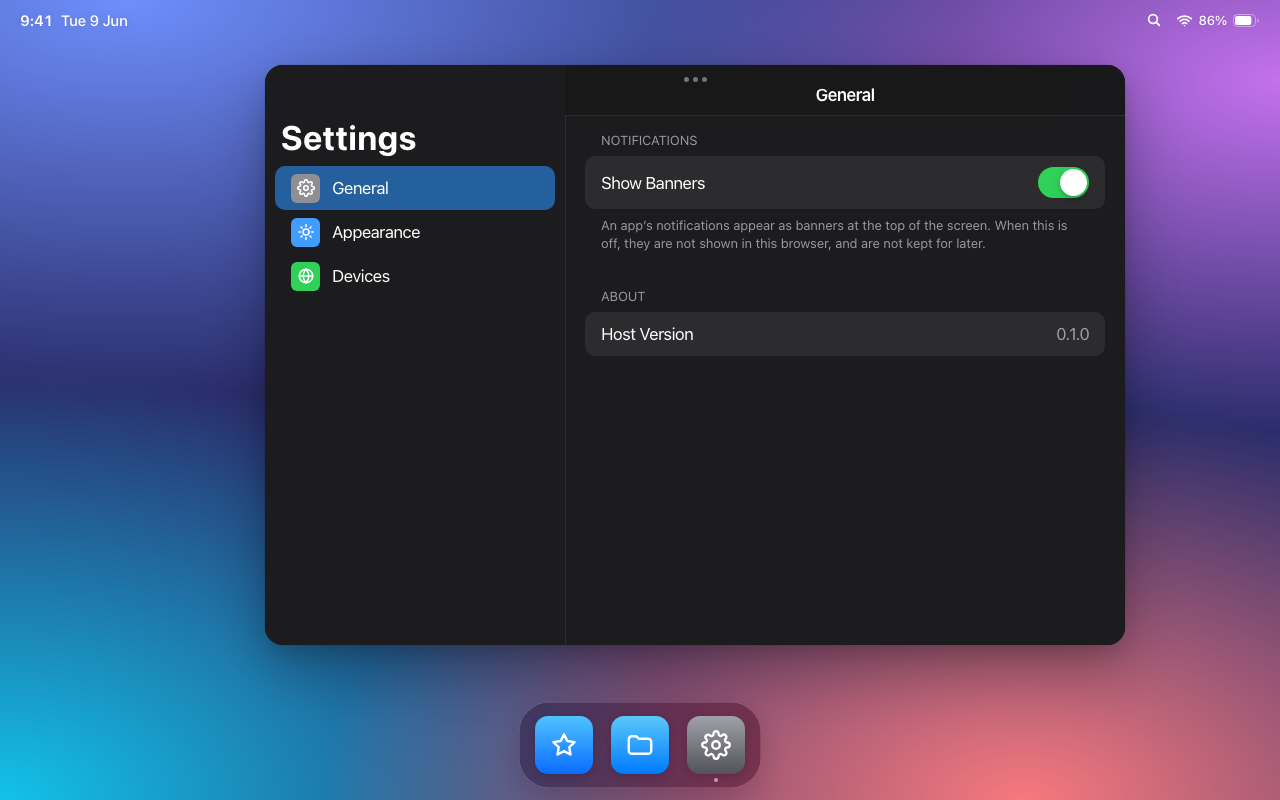 9:41 Tue 9 Jun
86%
General
Settings
General
Appearance
Devices
NOTIFICATIONS
Show Banners
An app's notifications appear as banners at the top of the screen. When this is
off, they are not shown in this browser, and are not kept for later.
ABOUT
Host Version 0.1.0